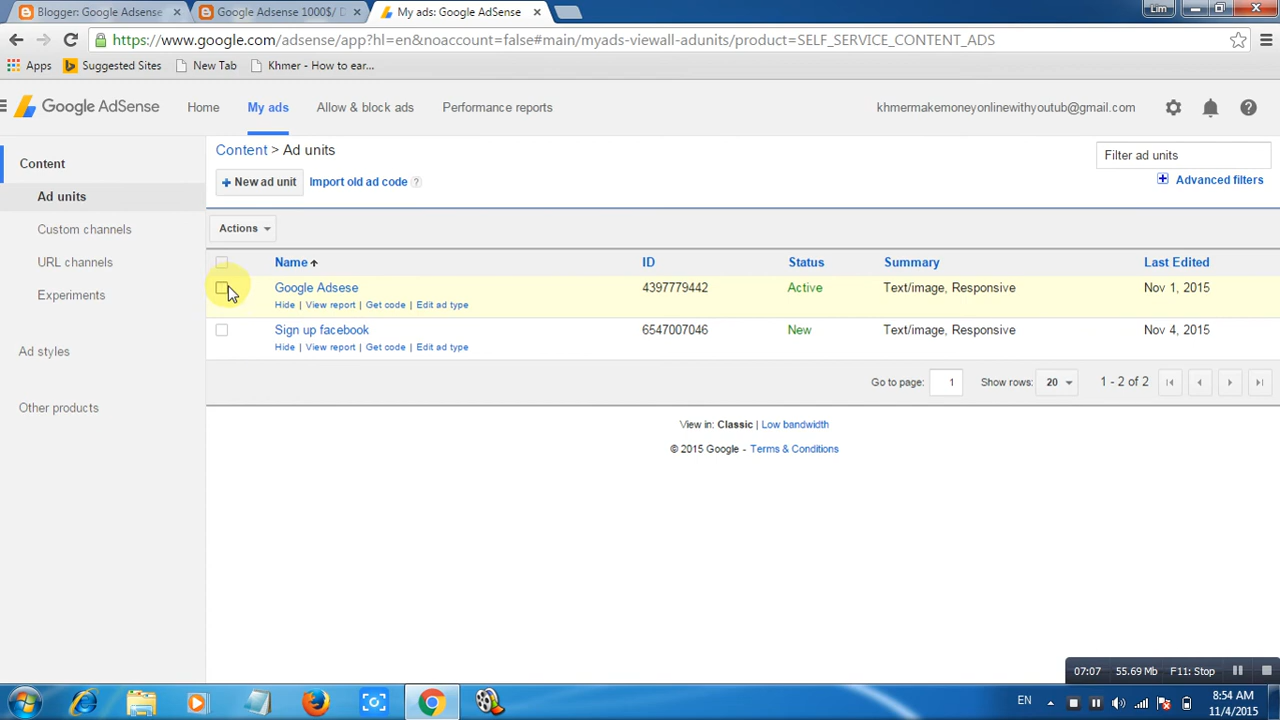 Blogger: Google Adsense
Google Adsense 1000$/ D
My ads: Google AdSense
Lim
https://www.google.com/adsense/app?hl=en&noaccount=false#main/myads-viewall-adunits/product=SELF_SERVICE_CONTENT_ADS
Apps Suggested Sites New Tab Khmer - How to ear...
Google AdSense Home My ads Allow & block ads Performance reports khmermakemoneyonlinewithyoutub@gmail.com
Content
Ad units
Custom channels
URL channels
Experiments
Ad styles
Other products
Content > Ad units
Filter ad units
+ New ad unit Import old ad code ?
Advanced filters
Actions
Name ID Status Summary Last Edited
Google Adsese 4397779442 Active Text/image, Responsive Nov 1, 2015
Hide | View report | Get code | Edit ad type
Sign up facebook 6547007046 New Text/image, Responsive Nov 4, 2015
Hide | View report | Get code | Edit ad type
Go to page: 1 Show rows: 20 1 - 2 of 2
View in: Classic | Low bandwidth
© 2015 Google - Terms & Conditions
07:07 55.69 Mb F11: Stop
EN
8:54 AM
11/4/2015